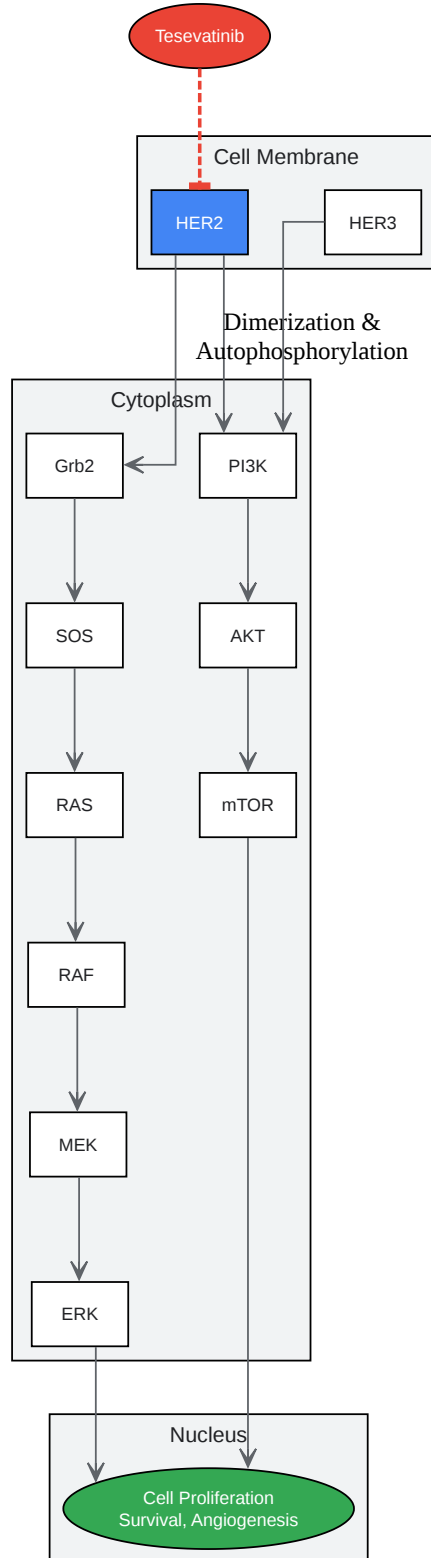 Tesevatinib
Cell Membrane
HER2
HER3
Dimerization &
Autophosphorylation
Cytoplasm
Grb2
PI3K
SOS
AKT
RAS
mTOR
RAF
MEK
ERK
Nucleus
Cell Proliferation
Survival, Angiogenesis